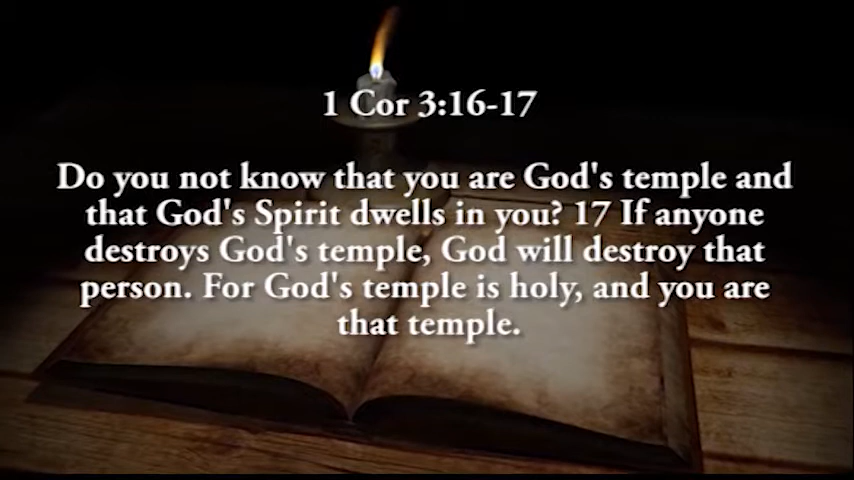 1 Cor 3:16-17
Do you not know that you are God's temple and
that God's Spirit dwells in you? 17 If anyone
destroys God's temple, God will destroy that
person. For God's temple is holy, and you are
that temple.